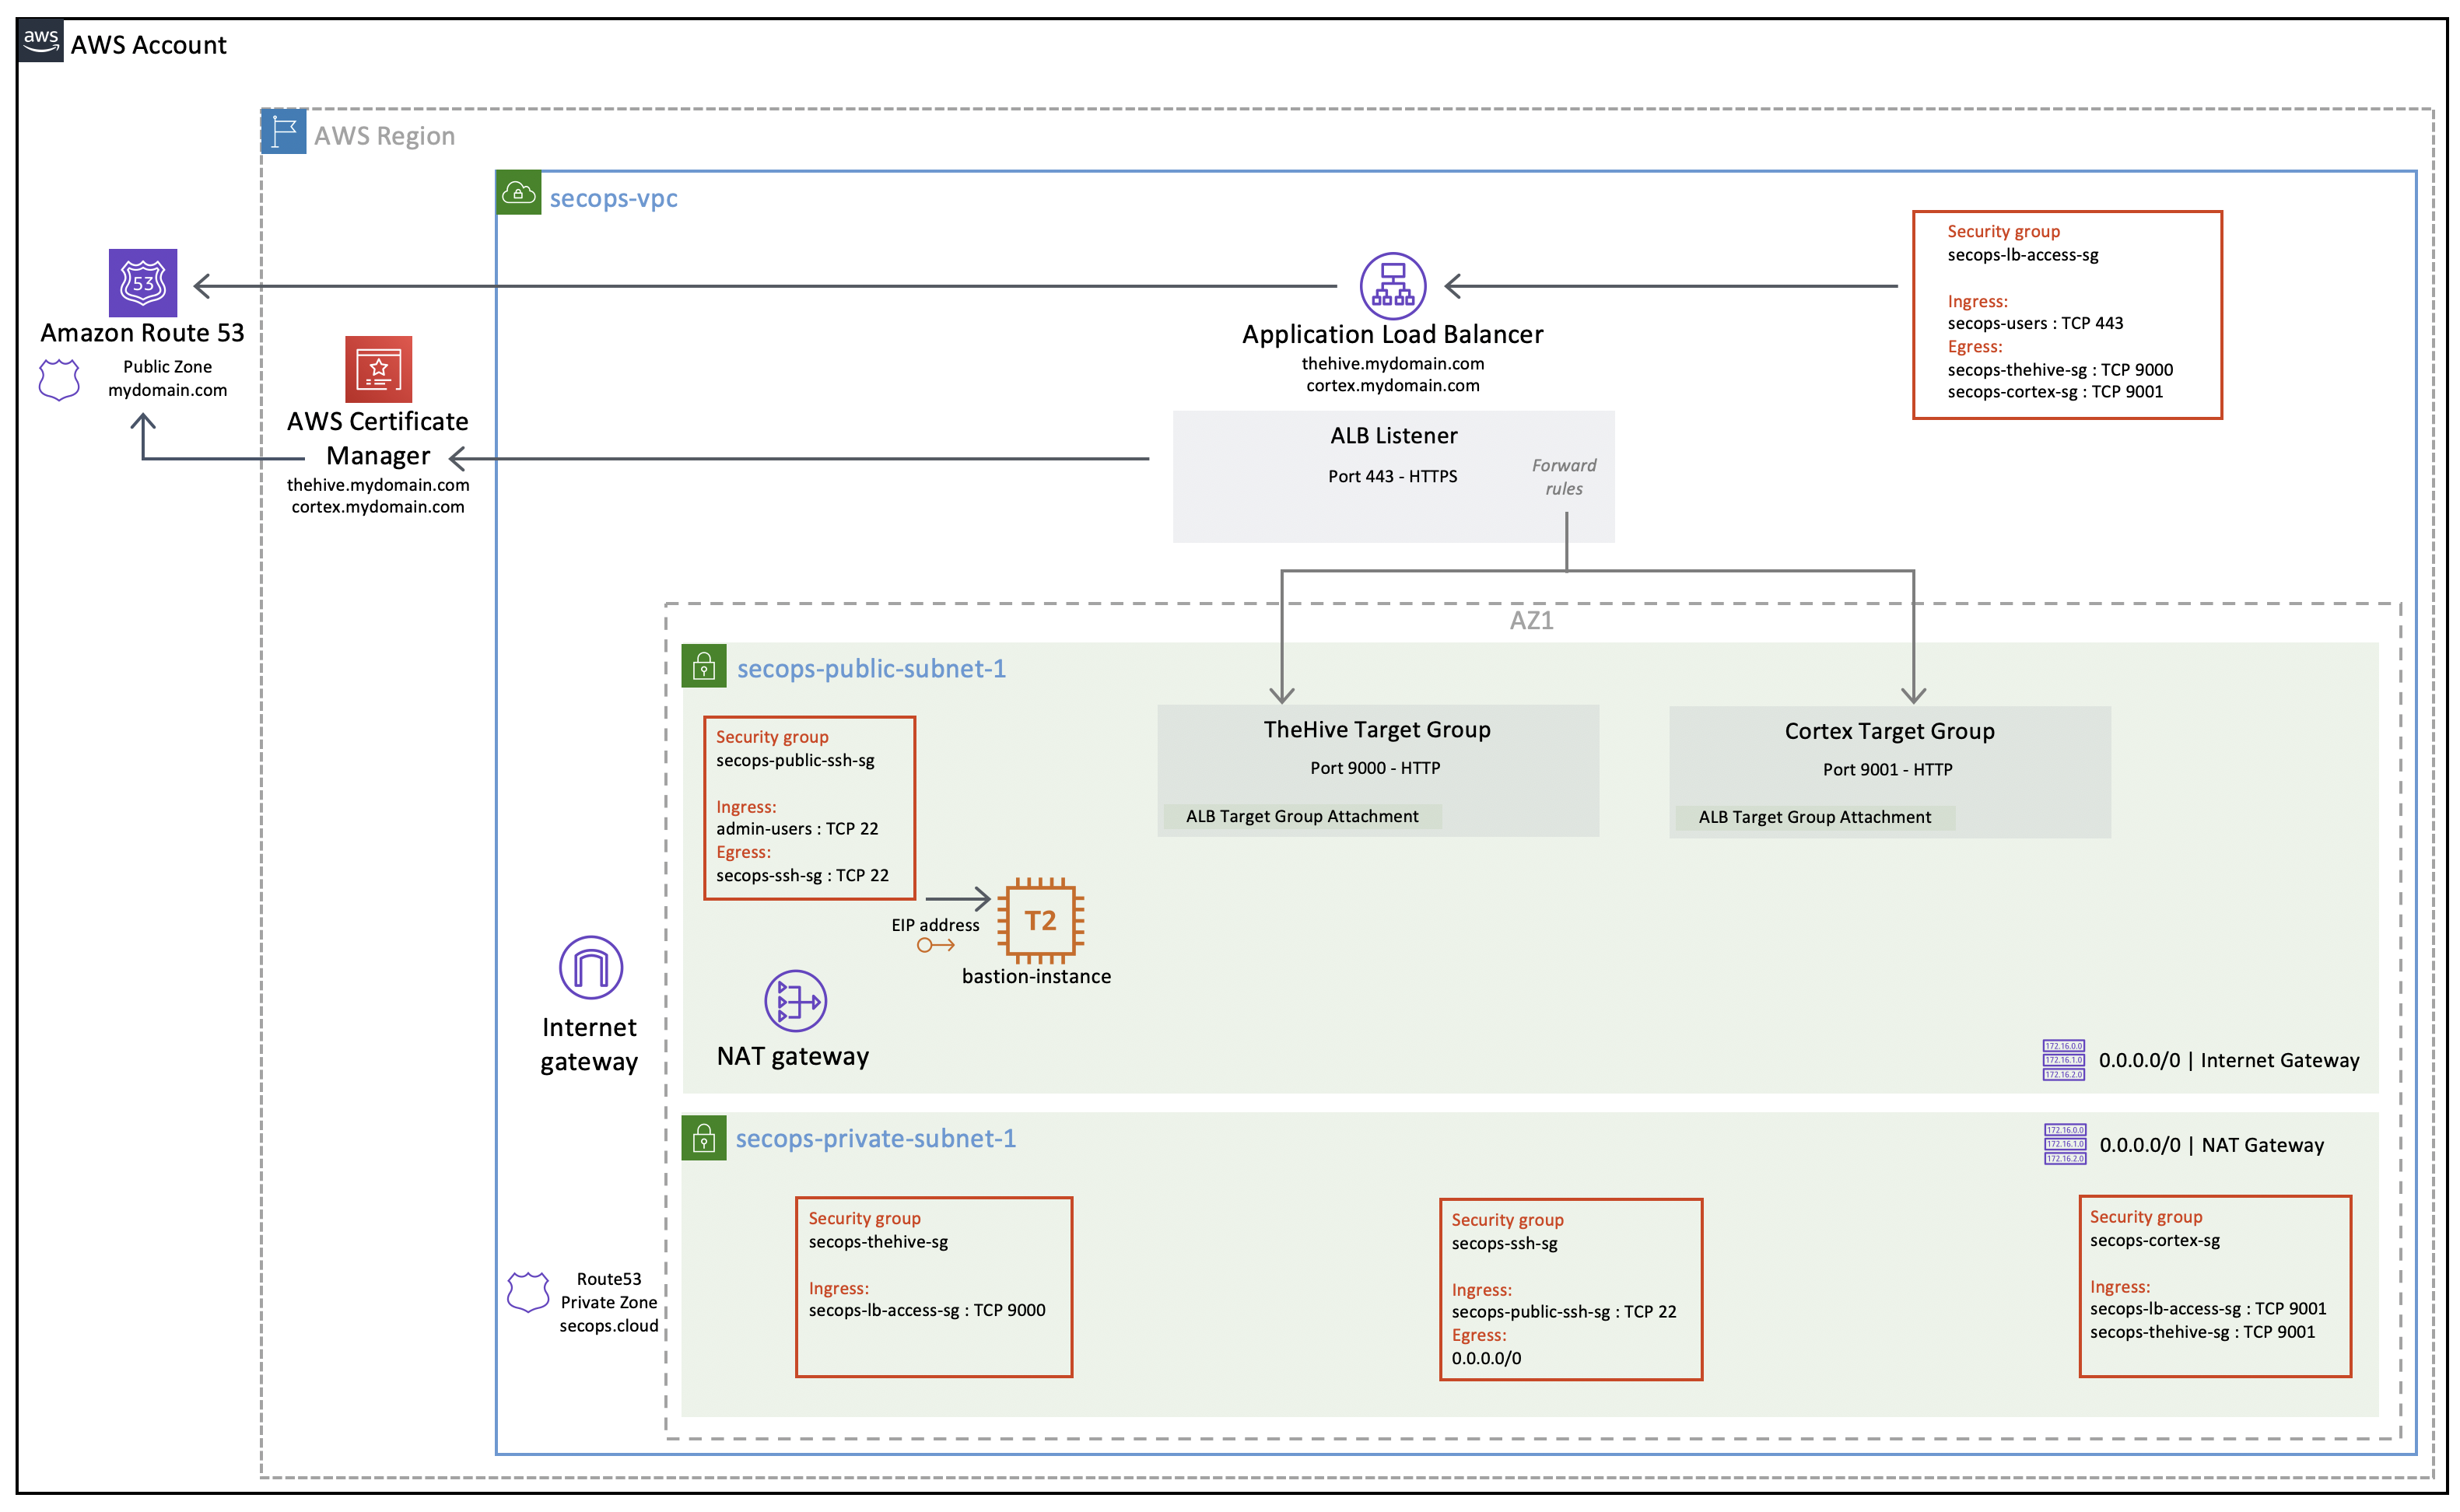 aws
AWS Account
AWS Region
secops-vpc
53
Amazon Route 53
Public Zone
mydomain.com
AWS Certificate
Manager
thehive.mydomain.com
cortex.mydomain.com
Application Load Balancer
thehive.mydomain.com
cortex.mydomain.com
Security group
secops-lb-access-sg
Ingress:
secops-users : TCP 443
Egress:
secops-thehive-sg : TCP 9000
secops-cortex-sg : TCP 9001
ALB Listener
Port 443 - HTTPS
Forward
rules
AZ1
secops-public-subnet-1
Security group
secops-public-ssh-sg
Ingress:
admin-users : TCP 22
Egress:
secops-ssh-sg : TCP 22
TheHive Target Group
Port 9000 - HTTP
ALB Target Group Attachment
Cortex Target Group
Port 9001 - HTTP
ALB Target Group Attachment
EIP address
T2
bastion-instance
Internet
gateway
NAT gateway
172.16.0.0
172.16.1.0
172.16.2.0
0.0.0.0/0 | Internet Gateway
secops-private-subnet-1
172.16.0.0
172.16.1.0
172.16.2.0
0.0.0.0/0 | NAT Gateway
Route53
Private Zone
secops.cloud
Security group
secops-thehive-sg
Ingress:
secops-lb-access-sg : TCP 9000
Security group
secops-ssh-sg
Ingress:
secops-public-ssh-sg : TCP 22
Egress:
0.0.0.0/0
Security group
secops-cortex-sg
Ingress:
secops-lb-access-sg : TCP 9001
secops-thehive-sg : TCP 9001